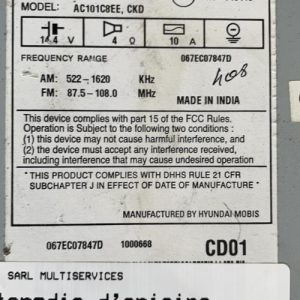 MODEL: AC101C8EE, CKD
14,4 V 4 Ω 10 A
FREQUENCY RANGE 067EC07847D
AM: 522-1620 KHz
FM: 87.5-108.0 MHz
408
MADE IN INDIA
This device complies with part 15 of the FCC Rules.
Operation is Subject to the following two conditions:
(1) this device may not cause harmful interference, and
(2) the device must accept any interference
received, including interference that may cause
undesired operation.
* THIS PRODUCT COMPLIES WITH DHHS RULE 21 CFR
SUBCHAPTER J IN EFFECT DATE OF MANUFACTURE *
MANUFACTURED BY HYUNDAI MOBIS
067EC07847D 1000668 CD01
SARL MULTISERVICES
d'origine